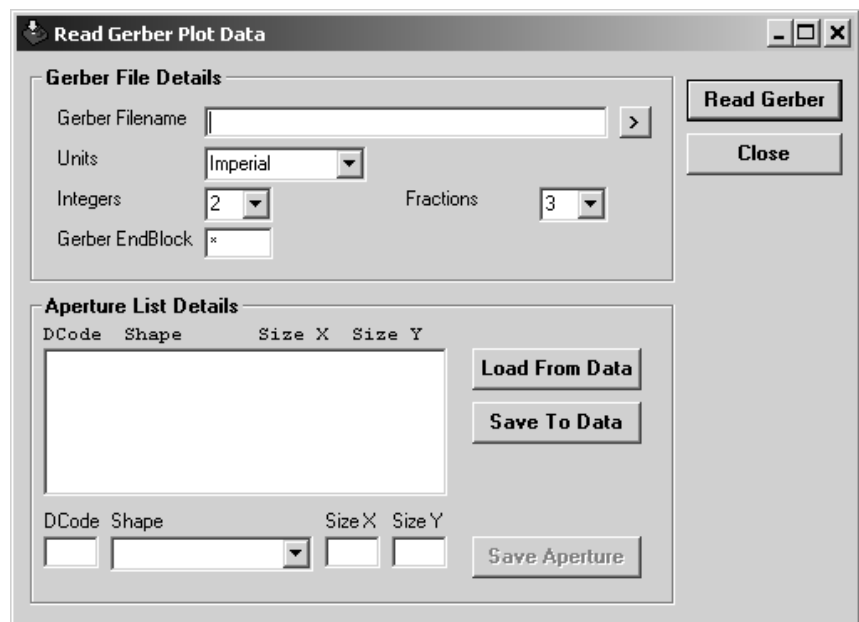 Read Gerber Plot Data
Gerber File Details
Gerber Filename >
Units Imperial
Integers 2 Fractions 3
Gerber EndBlock *
Read Gerber
Close
Aperture List Details
DCode Shape Size X Size Y
Load From Data
Save To Data
DCode Shape Size X Size Y
Save Aperture